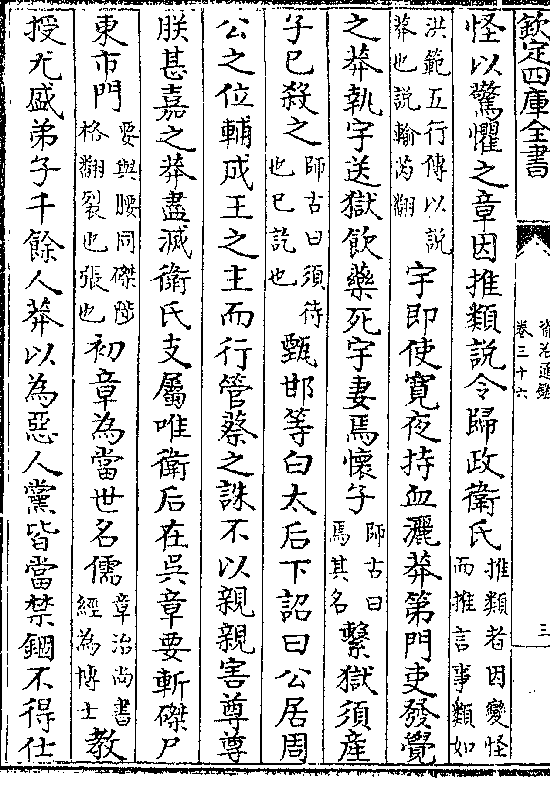 欽定四庫全書
資治通鑑
卷三十六
三
怪以驚懼之章因推類說令歸政衛氏推類者因變怪而推言事類如
洪範五行傳以說莽也說輸芮翻宇即使寬夜持血灑莽第門吏發覺
之莽執宇送獄飲藥死宇妻焉懷子師古曰焉其名繫獄須產
子已殺之師古曰須待也已訖也甄邯等白太后下詔曰公居周
公之位輔成王之主而行管蔡之誅不以親親害尊尊
朕甚嘉之莽盡滅衛氏支屬唯衛后在吳章要斬磔尸
東市門要與腰同磔陟格翻裂也張也初章為當世名儒章治尚書經為博士教
授尤盛弟子千餘人莽以為惡人黨皆當禁錮不得仕